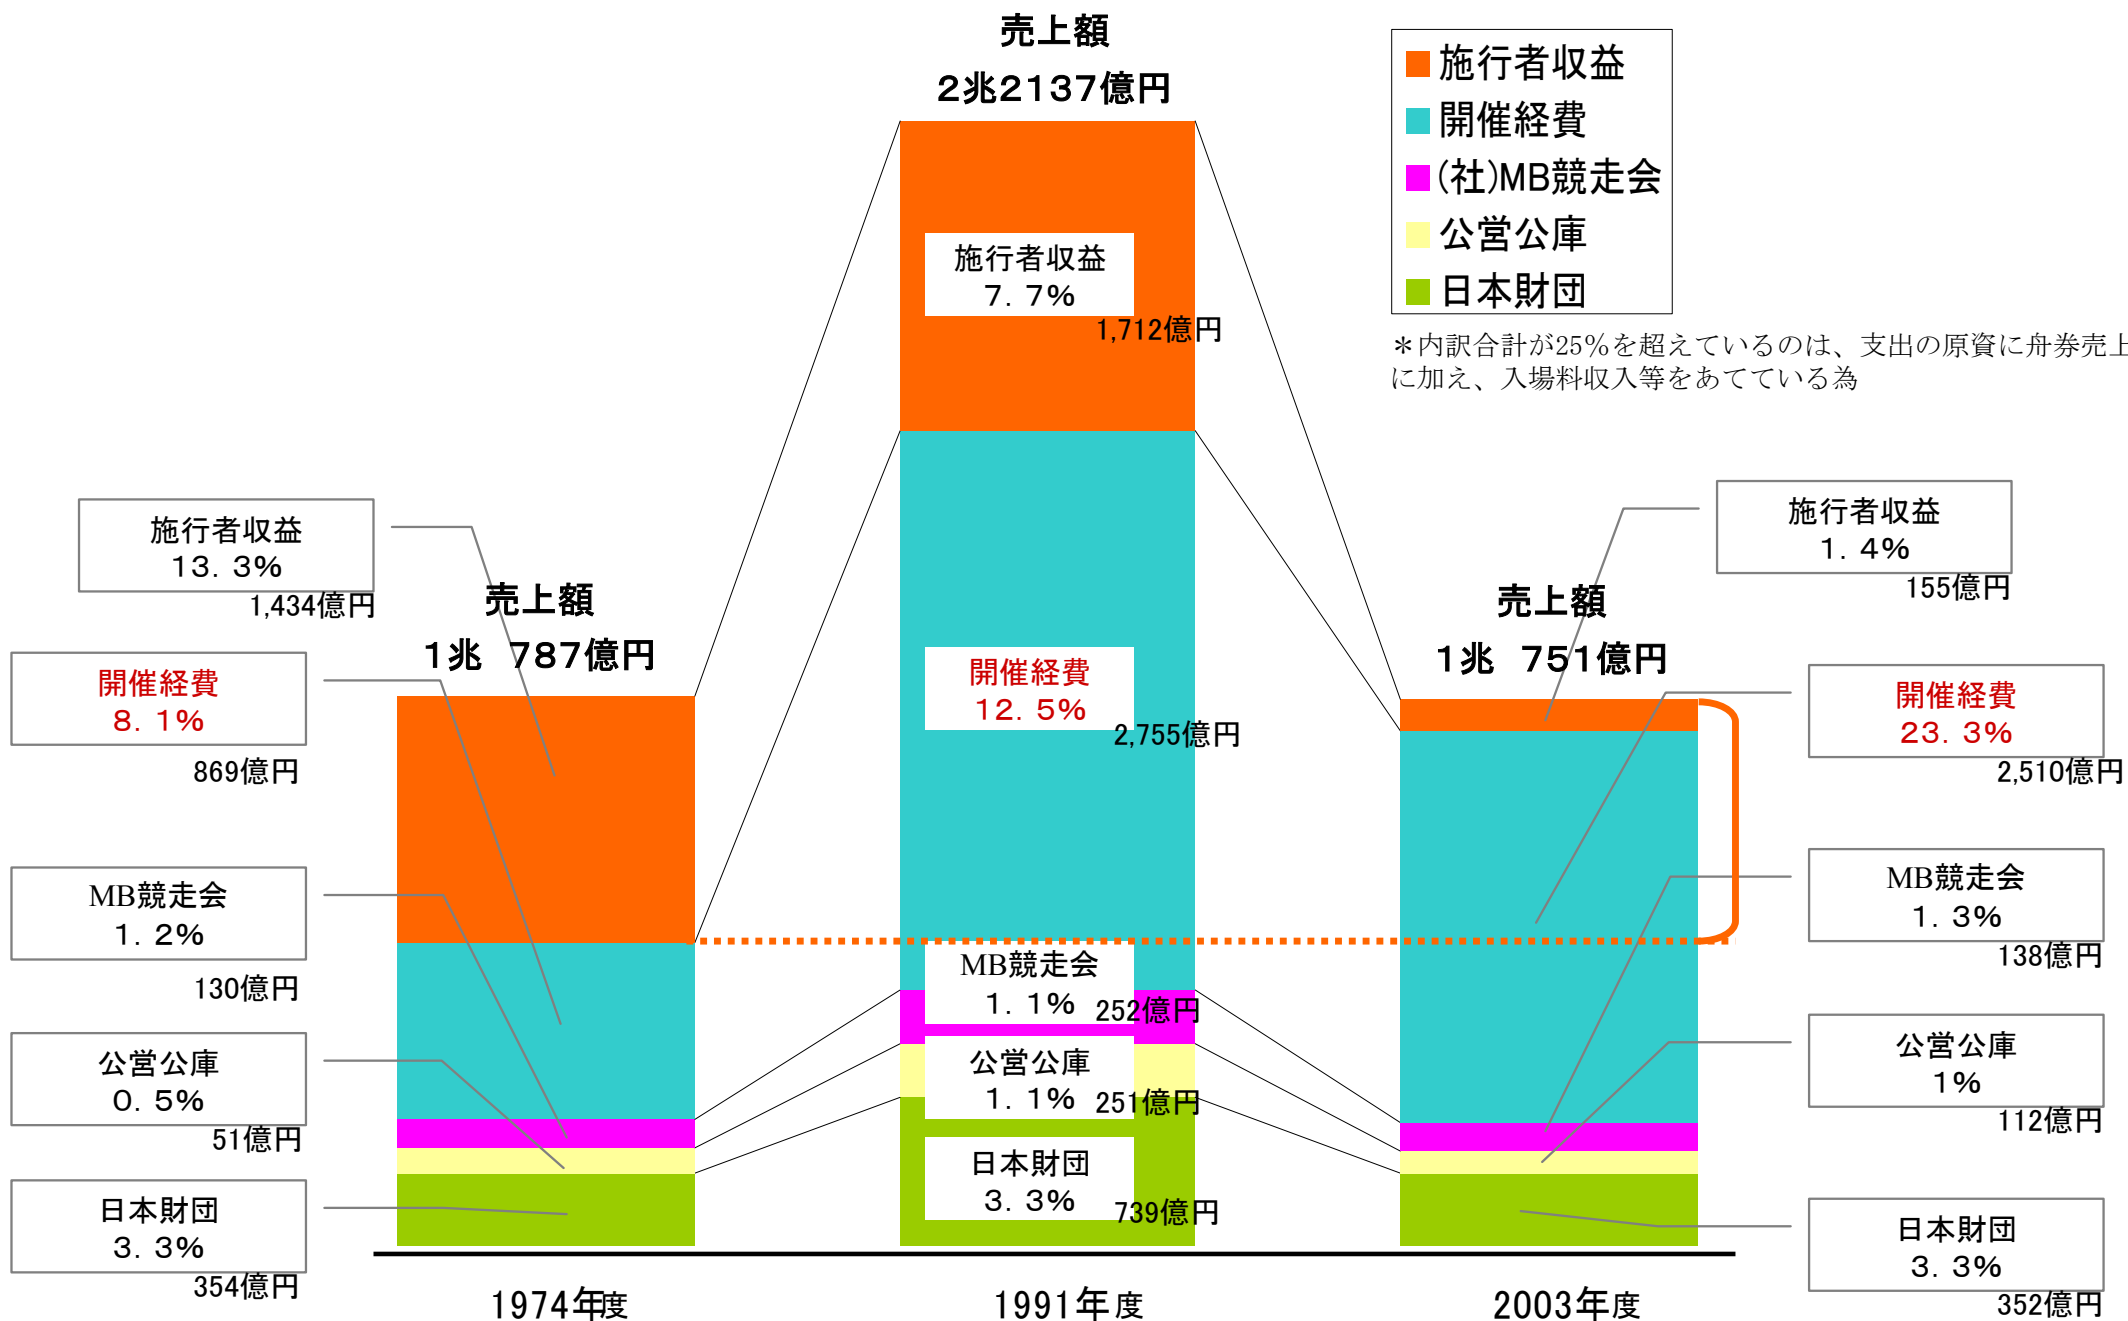 売上額
2兆2137億円
施行者収益
開催経費
(社)MB競走会
公営公庫
日本財団
*内訳合計が25%を超えているのは、支出の原資に舟券売上
に加え、入場料収入等をあてている為
施行者収益
7.7%
1,712億円
施行者収益
13.3%
1,434億円
売上額
1兆 787億円
施行者収益
1.4%
155億円
売上額
1兆 751億円
開催経費
8.1%
869億円
開催経費
12.5%
2,755億円
開催経費
23.3%
2,510億円
MB競走会
1.2%
130億円
MB競走会
1.1%
252億円
MB競走会
1.3%
138億円
公営公庫
0.5%
51億円
公営公庫
1.1%
251億円
公営公庫
1%
112億円
日本財団
3.3%
354億円
日本財団
3.3%
739億円
日本財団
3.3%
352億円
1974年度
1991年度
2003年度